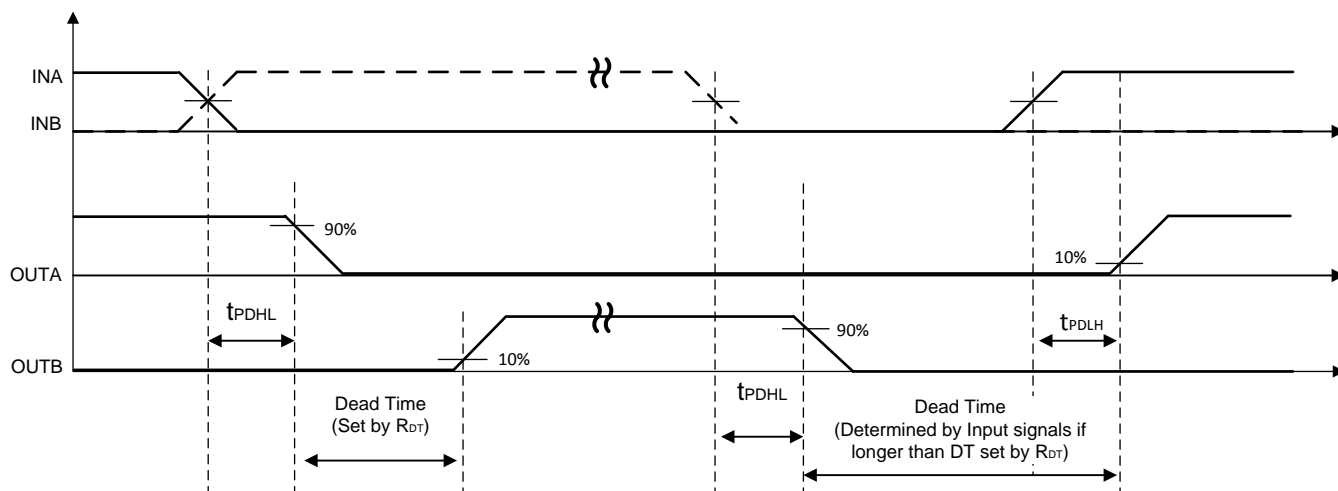 INA
INB
OUTA
90%
10%
tPDHL
tPDLH
OUTB
10%
90%
Dead Time
(Set by RDT)
tPDHL
Dead Time
(Determined by Input signals if
longer than DT set by RDT)